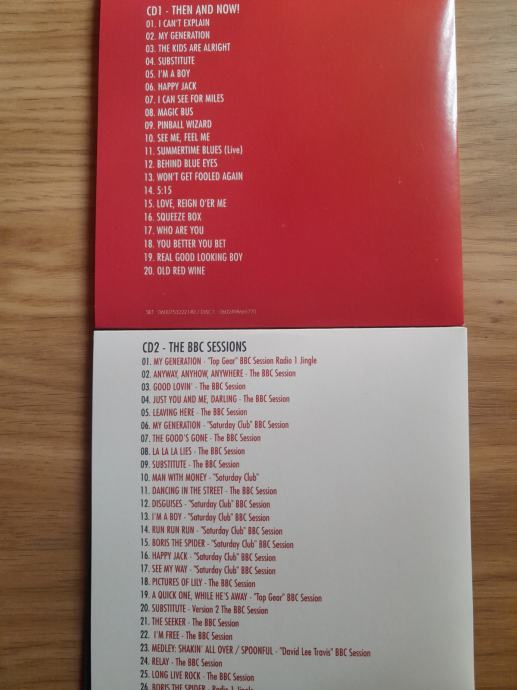 CD1 - THEN AND NOW!
01. I CAN'T EXPLAIN
02. MY GENERATION
03. THE KIDS ARE ALRIGHT
04. SUBSTITUTE
05. I'M A BOY
06. HAPPY JACK
07. I CAN SEE FOR MILES
08. MAGIC BUS
09. PINBALL WIZARD
10. SEE ME, FEEL ME
11. SUMMERTIME BLUES (Live)
12. BEHIND BLUE EYES
13. WON'T GET FOOLED AGAIN
14. 5:15
15. LOVE, REIGN O'ER ME
16. SQUEEZE BOX
17. WHO ARE YOU
18. YOU BETTER YOU BET
19. REAL GOOD LOOKING BOY
20. OLD RED WINE
CD2 - THE BBC SESSIONS
01. MY GENERATION - "Top Gear" BBC Session Radio 1 Jingle
02. ANYWAY, ANYHOW, ANYWHERE - The BBC Session
03. GOOD LOVIN' - The BBC Session
04. JUST YOU AND ME, DARLING - The BBC Session
05. LEAVING HERE - The BBC Session
06. MY GENERATION - "Saturday Club" BBC Session
07. THE GOOD'S GONE - The BBC Session
08. LA LA LA LIES - The BBC Session
09. SUBSTITUTE - The BBC Session
10. MAN WITH MONEY - "Saturday Club"
11. DANCING IN THE STREET - The BBC Session
12. DISGUISES - "Saturday Club" BBC Session
13. I'M A BOY - "Saturday Club" BBC Session
14. RUN RUN RUN - "Saturday Club" BBC Session
15. BORIS THE SPIDER - "Saturday Club" BBC Session
16. HAPPY JACK - "Saturday Club" BBC Session
17. SEE MY WAY - "Saturday Club" BBC Session
18. PICTURES OF LILY - The BBC Session
19. A QUICK ONE, WHILE HE'S AWAY - "Top Gear" BBC Session
20. SUBSTITUTE - Version 2 The BBC Session
21. THE SEEKER - The BBC Session
22. I'M FREE - The BBC Session
23. MEDLEY: SHAKIN' ALL OVER / SPOONFUL - "David Lee Travis" BBC Session
24. RELAY - The BBC Session
25. LONG LIVE ROCK - The BBC Session
26. BORIS THE SPIDER - Radio 1 Jingle